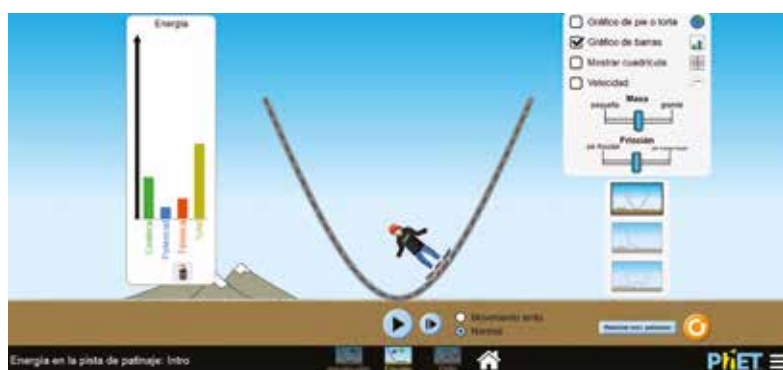 Energía
Cinética
Potencial
Térmica
Total
Gráfico de pie o torta
Gráfico de barras
Mostrar cuadrícula
Velocidad
Masa
pequeña
grande
Fricción
Movimiento lento
Normal
Energía en la pista de patinaje: Intro
PhET